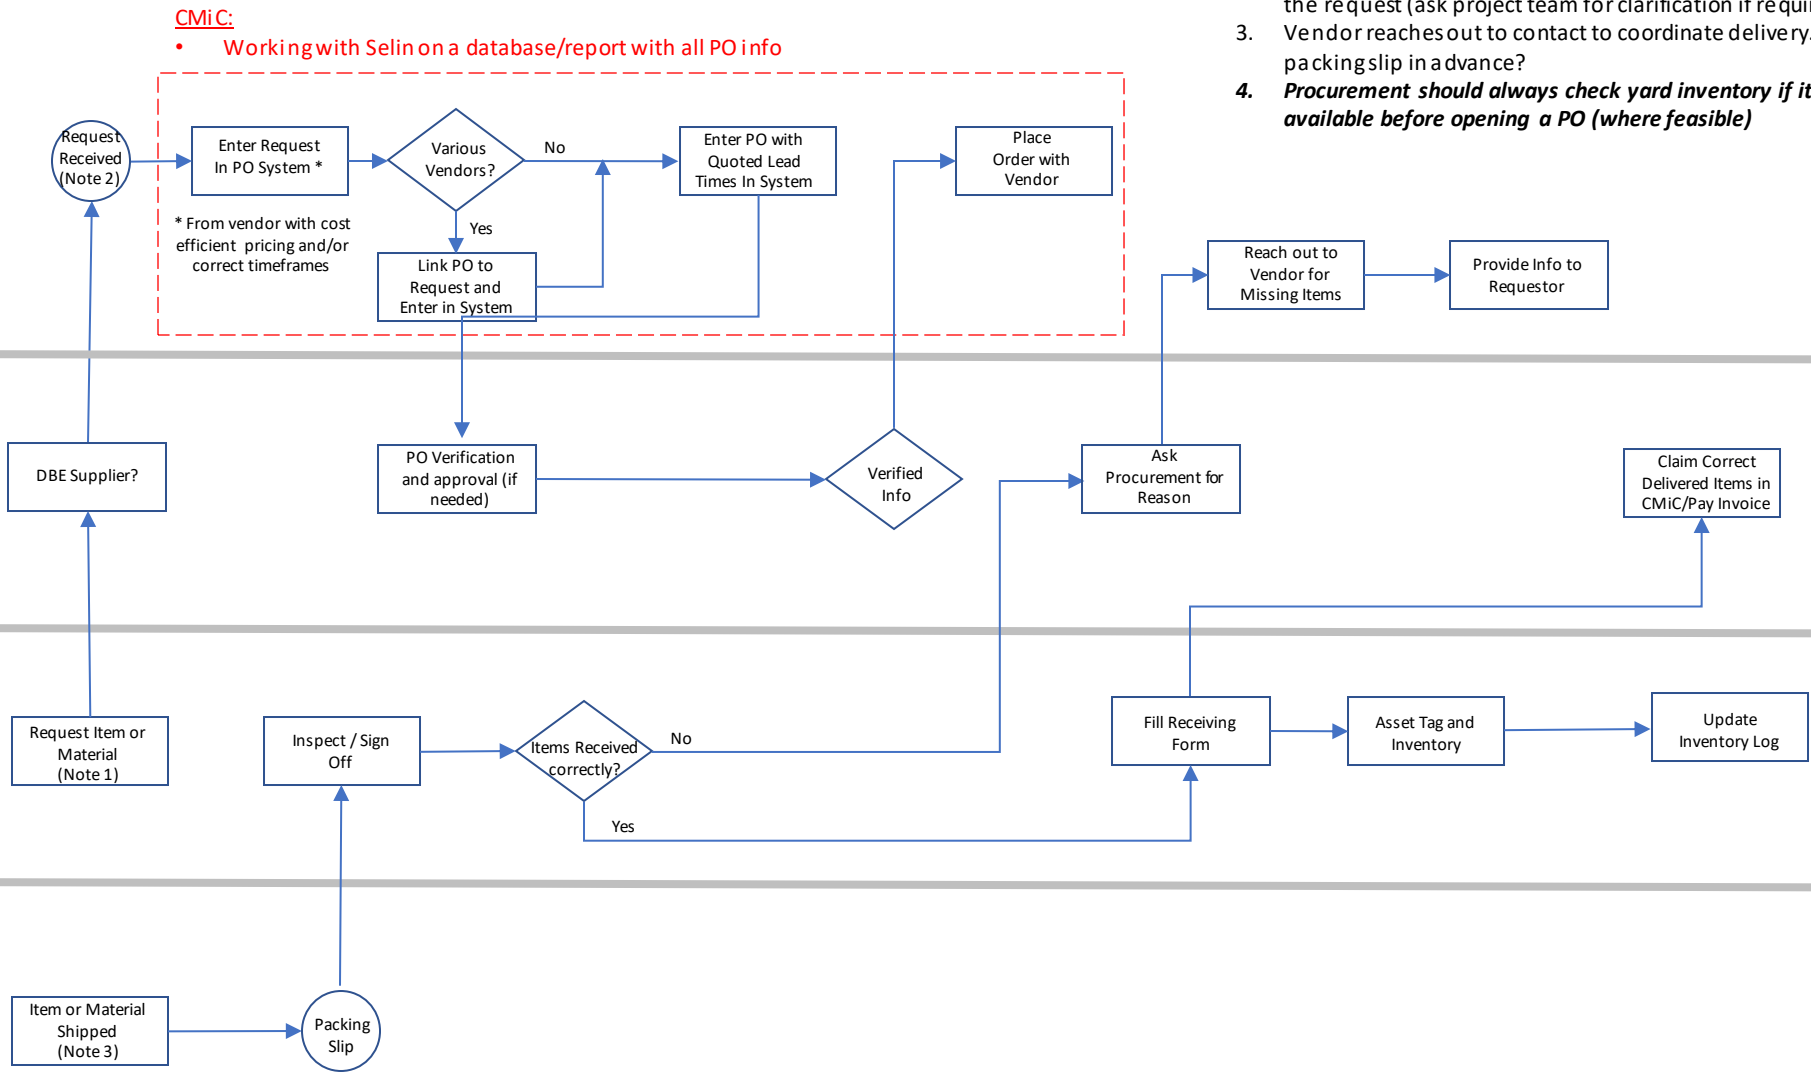 CMiC:
• Working with Selin on a database/report with all PO info
the request (ask project team for clarification if requi
3. Vendor reaches out to contact to coordinate delivery.
packing slip in advance?
4. Procurement should always check yard inventory if it
available before opening a PO (where feasible)
Request
Received
(Note 2)
Enter Request
In PO System *
Various
Vendors?
No
Enter PO with
Quoted Lead
Times In System
Place
Order with
Vendor
* From vendor with cost
efficient pricing and/or
correct timeframes
Yes
Link PO to
Request and
Enter in System
Reach out to
Vendor for
Missing Items
Provide Info to
Requestor
DBE Supplier?
PO Verification
and approval (if
needed)
Verified
Info
Ask
Procurement for
Reason
Claim Correct
Delivered Items in
CMiC/Pay Invoice
Request Item or
Material
(Note 1)
Inspect / Sign
Off
Items Received
correctly?
No
Yes
Fill Receiving
Form
Asset Tag and
Inventory
Update
Inventory Log
Item or Material
Shipped
(Note 3)
Packing
Slip